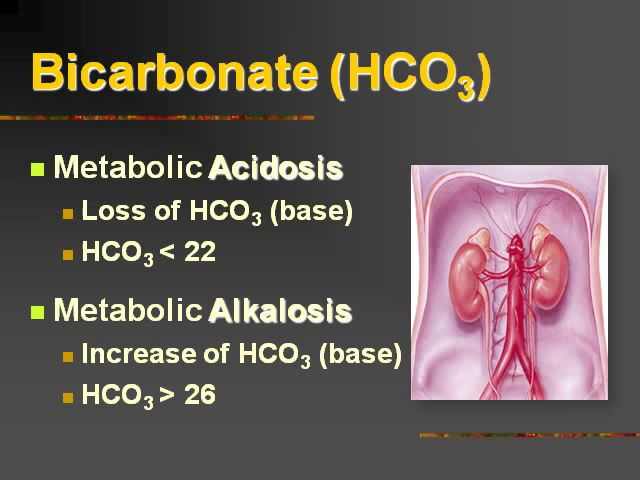 Bicarbonate (HCO₃)
Metabolic Acidosis
Loss of HCO₃ (base)
HCO₃ < 22
Metabolic Alkalosis
Increase of HCO₃ (base)
HCO₃ > 26